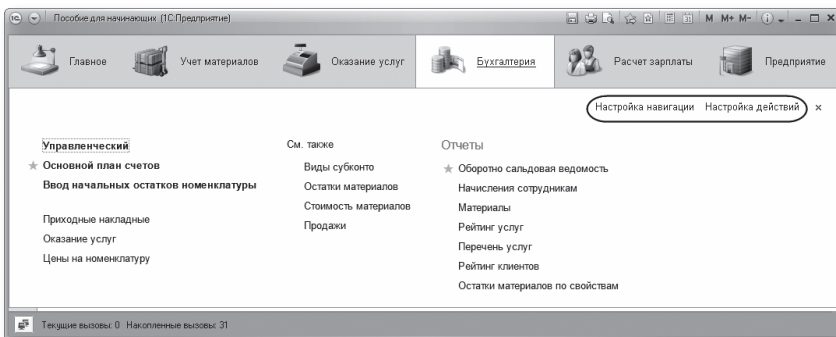 1С Пособие для начинающих (1С:Предприятие) M M+ M-
Главное Учет материалов Оказание услуг Бухгалтерия Расчет зарплаты Предприятие
Настройка навигации Настройка действий ×
Управленческий
Основной план счетов
Ввод начальных остатков номенклатуры
Приходные накладные
Оказание услуг
Цены на номенклатуру
См. также
Виды субконто
Остатки материалов
Стоимость материалов
Продажи
Отчеты
Оборотно сальдовая ведомость
Начисления сотрудникам
Материалы
Рейтинг услуг
Перечень услуг
Рейтинг клиентов
Остатки материалов по свойствам
Текущие вызовы: 0 Накопленные вызовы: 31